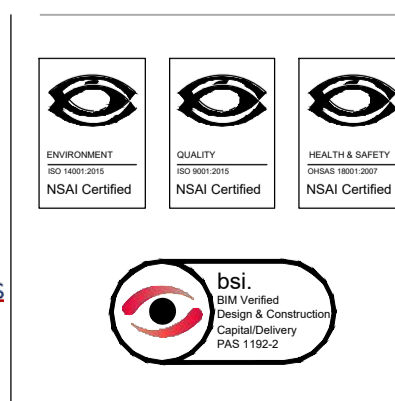 ENVIRONMENT
ISO 14001:2015
NSAI Certified
QUALITY
ISO 9001:2015
NSAI Certified
HEALTH & SAFETY
OHSAS 18001:2007
NSAI Certified
bsi.
BIM Verified
Design & Construction
Capital/Delivery
PAS 1192-2